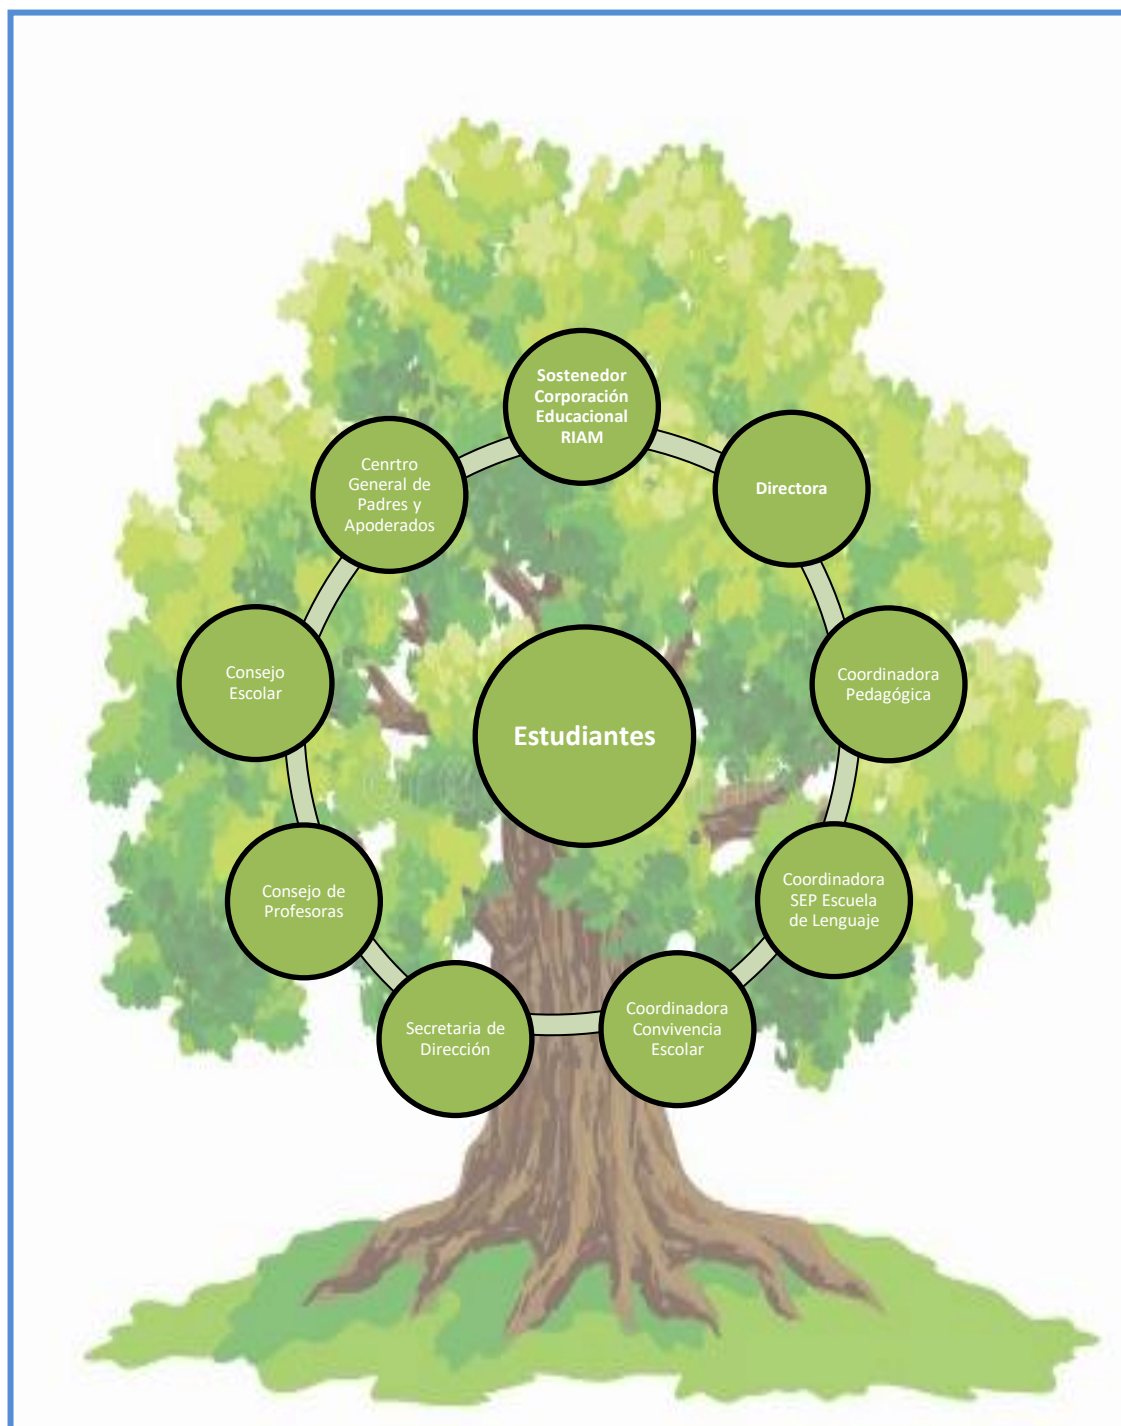 Sostenedor
Corporación
Educacional
RIAM
Directora
Coordinadora
Pedagógica
Coordinadora
SEP Escuela
de Lenguaje
Coordinadora
Convivencia
Escolar
Secretaria de
Dirección
Consejo de
Profesoras
Consejo
Escolar
Cenrtro
General de
Padres y
Apoderados
Estudiantes